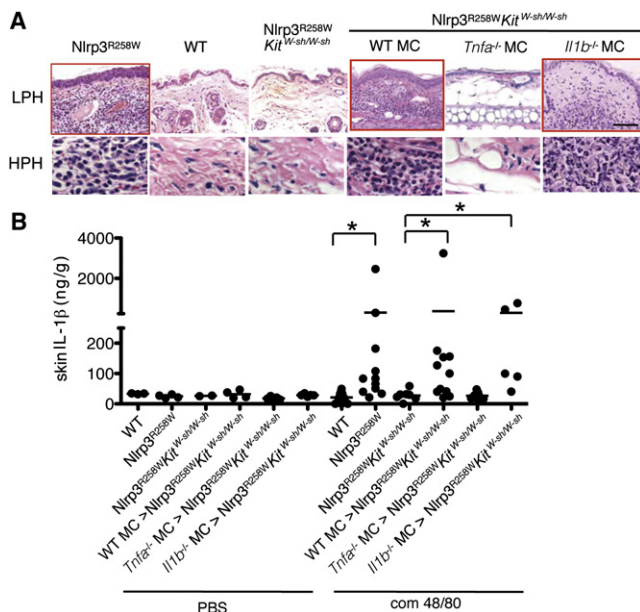 A
Nlrp3R258WKitW-sh/W-sh
Nlrp3R258W
WT
Nlrp3R258W
KitW-sh/W-sh
WT MC
Tnfa-/- MC
Il1b-/- MC
LPH
HPH
B
skin IL-1β (ng/g)
4000
2000
200
100
0
*
*
*
WT
Nlrp3R258W
Nlrp3R258WKitW-sh/W-sh
WT MC >Nlrp3R258WKitW-sh/W-sh
Tnfa-/- MC > Nlrp3R258WKitW-sh/W-sh
Il1b-/- MC > Nlrp3R258WKitW-sh/W-sh
WT
Nlrp3R258W
Nlrp3R258WKitW-sh/W-sh
WT MC >Nlrp3R258WKitW-sh/W-sh
Tnfa-/- MC > Nlrp3R258WKitW-sh/W-sh
Il1b-/- MC > Nlrp3R258WKitW-sh/W-sh
PBS
com 48/80